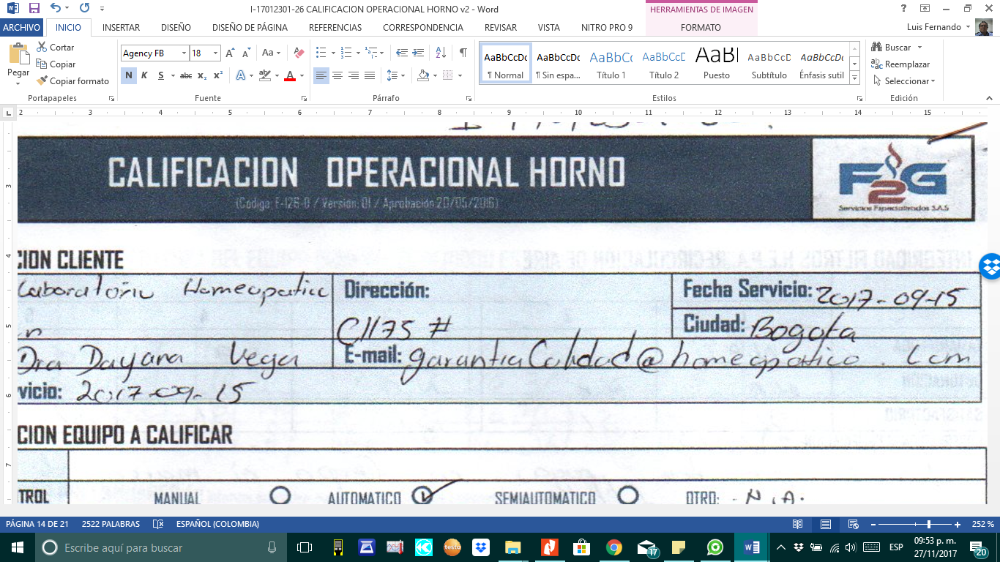 I-17012301-26 CALIFICACION OPERACIONAL HORNO v2 - Word
HERRAMIENTAS DE IMAGEN
ARCHIVO INICIO INSERTAR DISEÑO DISEÑO DE PÁGINA REFERENCIAS CORRESPONDENCIA REVISAR VISTA NITRO PRO 9 FORMATO Luis Fernando
Pegar
Cortar
Copiar
Copiar formato
Portapapeles
Agency FB 18
N K S abc x₂ x²
Fuente
Párrafo
AaBbCcDc AaBbCcDc AaBbCc AaBbCcD AaBl AaBbCcD AaBbCcDc
¶ Normal ¶ Sin espa... Título 1 Título 2 Puesto Subtítulo Énfasis sutil
Estilos
Buscar
Reemplazar
Seleccionar
Edición
2 3 4 5 6 7 8 9 10 11 12 13 14 15
CALIFICACION OPERACIONAL HORNO
(Codigo: F-126-O / Version: 01 / Aprobación 20/05/2016)
F2G
Servicios Especializados S.A.S
CION CLIENTE
Laboratorio Homeopatico
Dirección:
Cll 75 #
Fecha Servicio: 2017-09-15
Ciudad: Bogota
Dra Dayana Vega
E-mail: garantiaCalidad@homeopatico.Com
vicio: 2017-09-15
CION EQUIPO A CALIFICAR
TROL MANUAL AUTOMATICO SEMIAUTOMATICO OTRO: N.A.
PÁGINA 14 DE 21 2522 PALABRAS ESPAÑOL (COLOMBIA) 252 %
Escribe aquí para buscar
testo
17
ESP
09:53 p. m.
27/11/2017
20